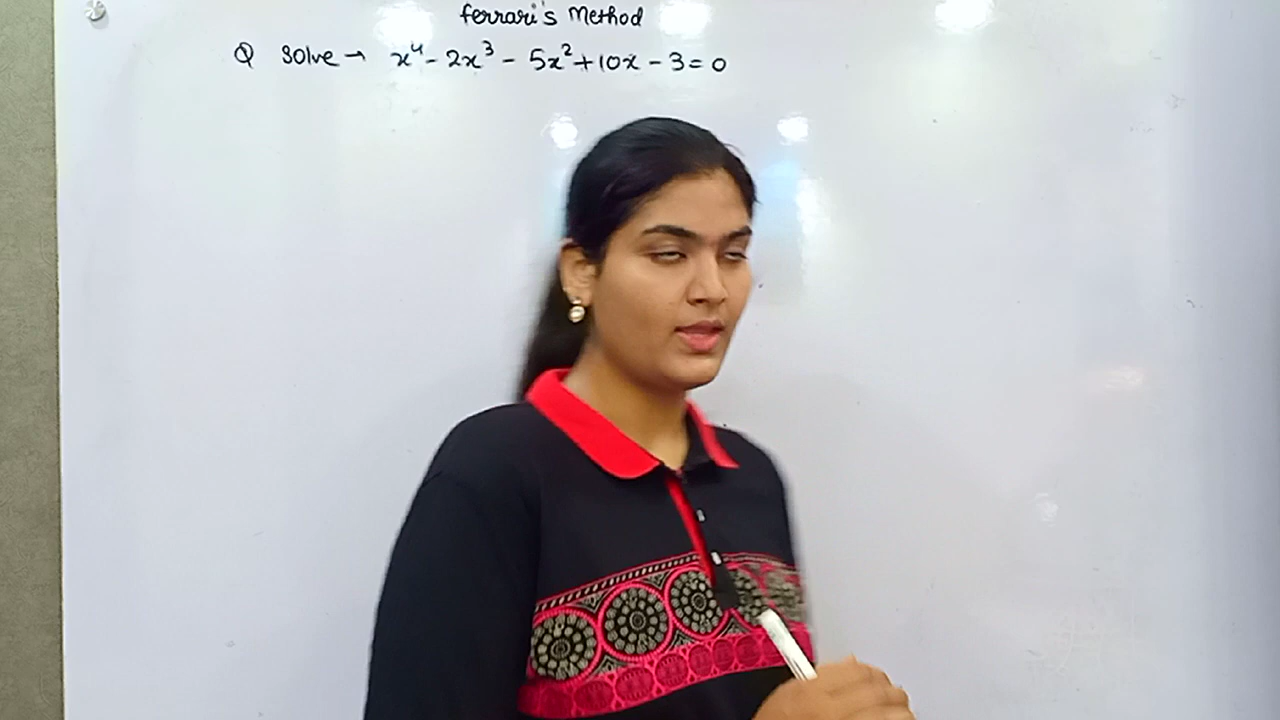 Ferrari's Method
Q Solve → x⁴ - 2x³ - 5x² + 10x - 3 = 0